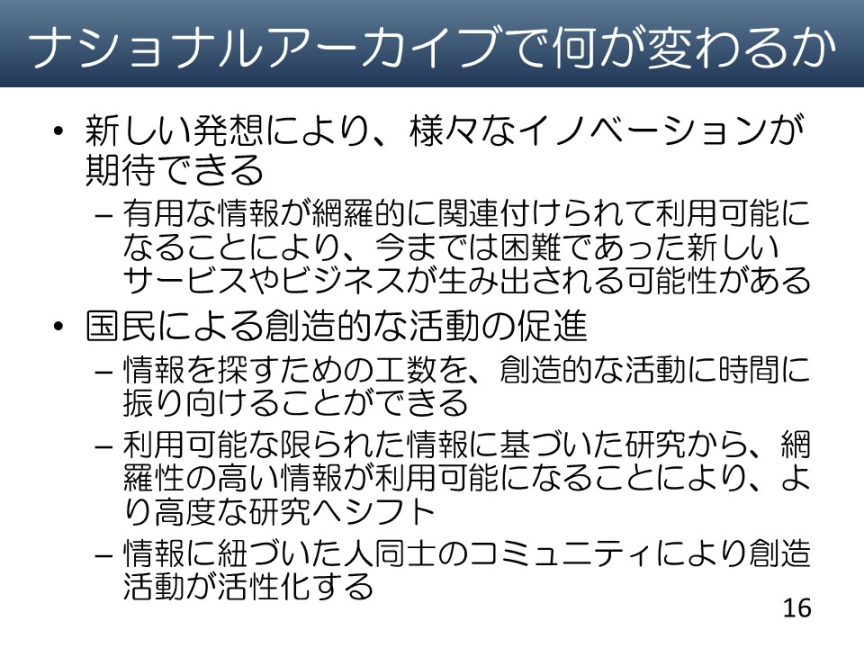 ナショナルアーカイブで何が変わるか
• 新しい発想により、様々なイノベーションが
期待できる
– 有用な情報が網羅的に関連付けられて利用可能に
なることにより、今までは困難であった新しい
サービスやビジネスが生み出される可能性がある
• 国民による創造的な活動の促進
– 情報を探すための工数を、創造的な活動に時間に
振り向けることができる
– 利用可能な限られた情報に基づいた研究から、網
羅性の高い情報が利用可能になることにより、よ
り高度な研究へシフト
– 情報に紐づいた人同士のコミュニティにより創造
活動が活性化する
16